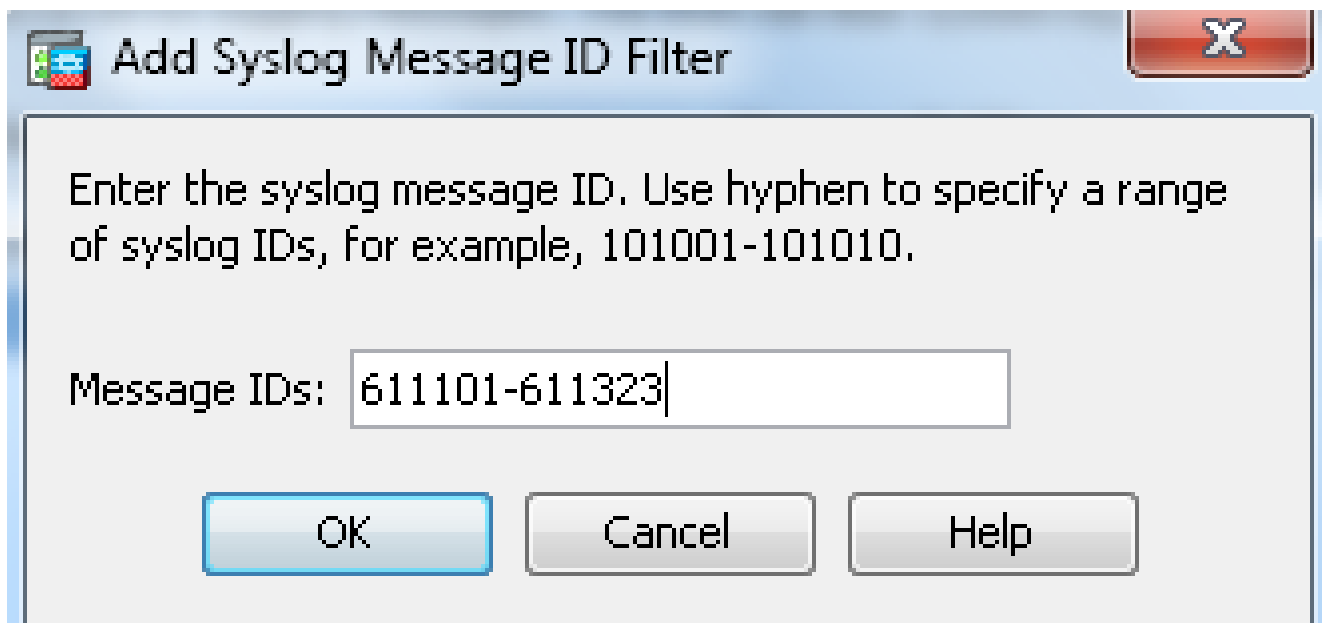 Add Syslog Message ID Filter
Enter the syslog message ID. Use hyphen to specify a range
of syslog IDs, for example, 101001-101010.
Message IDs: 611101-611323
OK Cancel Help